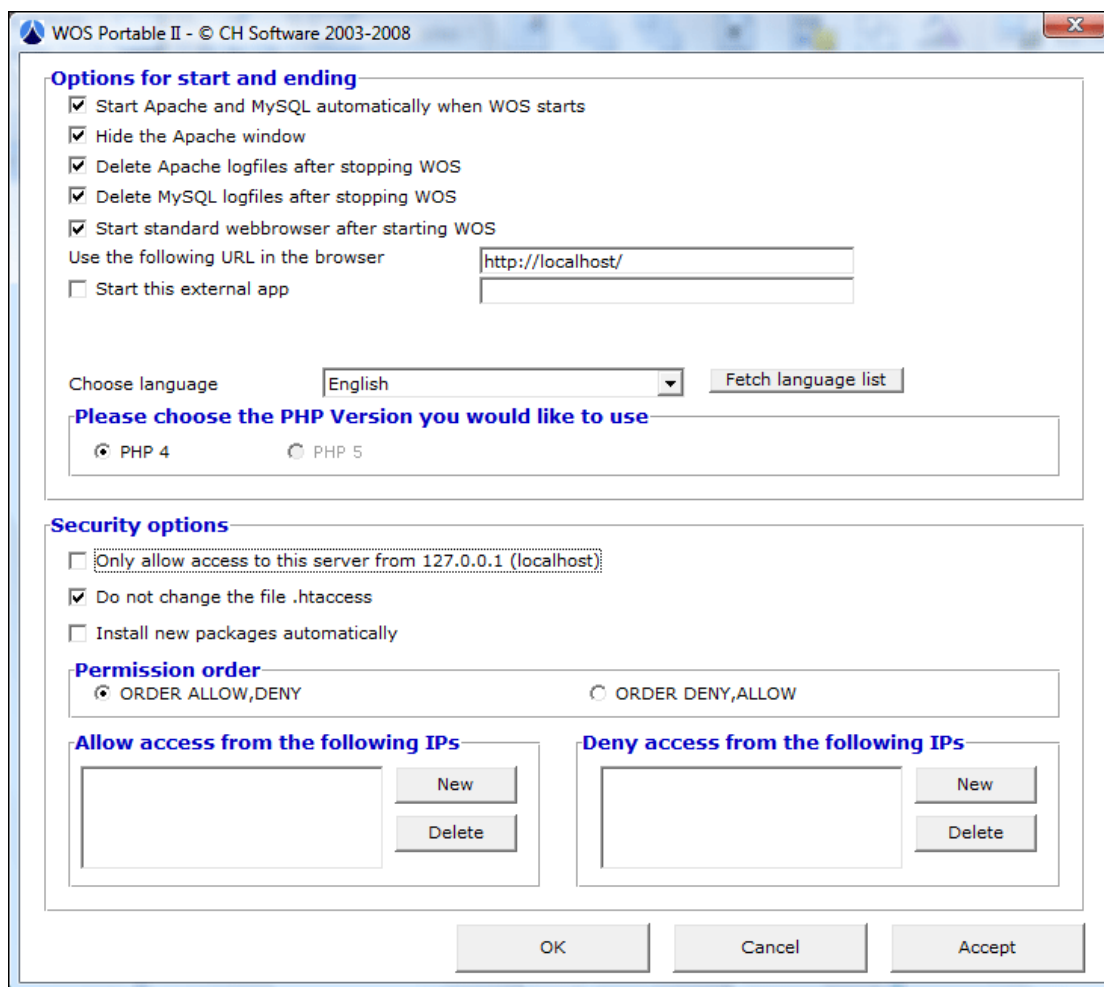 WOS Portable II - © CH Software 2003-2008
Options for start and ending
Start Apache and MySQL automatically when WOS starts
Hide the Apache window
Delete Apache logfiles after stopping WOS
Delete MySQL logfiles after stopping WOS
Start standard webbrowser after starting WOS
Use the following URL in the browser http://localhost/
Start this external app
Choose language English Fetch language list
Please choose the PHP Version you would like to use
PHP 4 PHP 5
Security options
Only allow access to this server from 127.0.0.1 (localhost)
Do not change the file .htaccess
Install new packages automatically
Permission order
ORDER ALLOW,DENY ORDER DENY,ALLOW
Allow access from the following IPs Deny access from the following IPs
New New
Delete Delete
OK Cancel Accept